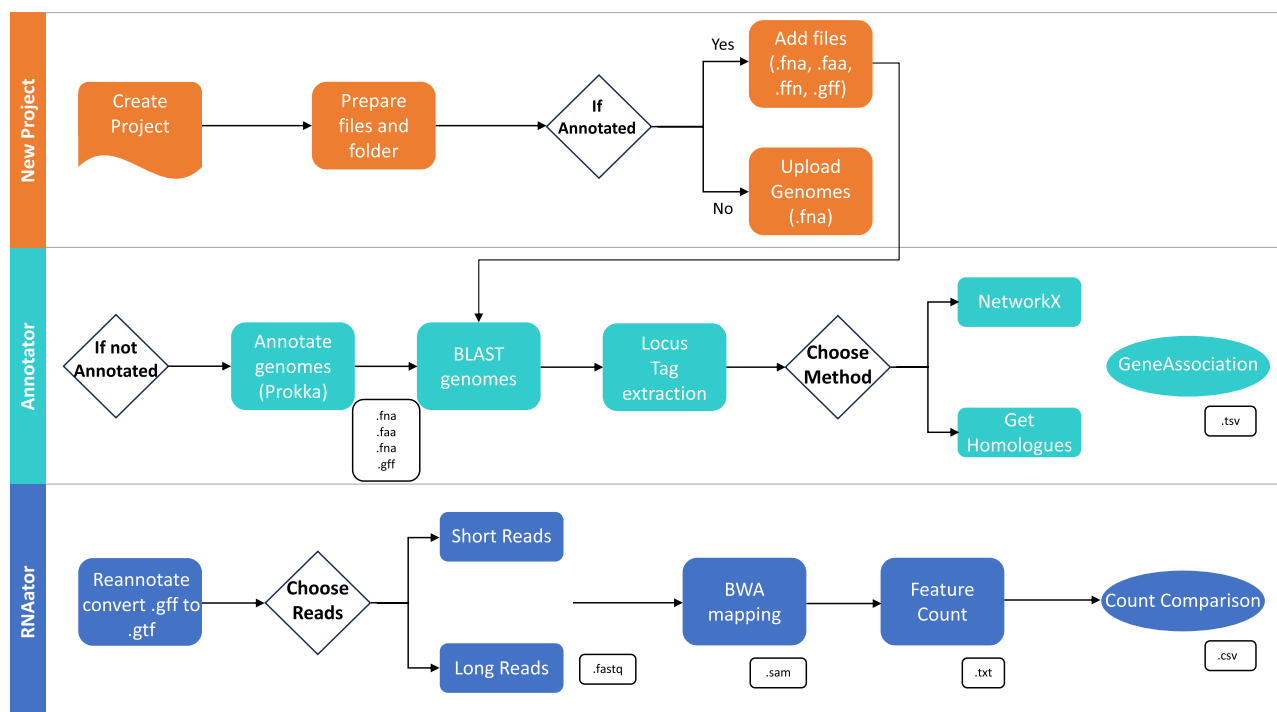 New Project
Create
Project
Prepare
files and
folder
If
Annotated
Yes
No
Add files
(.fna, .faa,
.ffn, .gff)
Upload
Genomes
(.fna)
Annotator
If not
Annotated
Annotate
genomes
(Prokka)
.fna
.faa
.fna
.gff
BLAST
genomes
Locus
Tag
extraction
Choose
Method
NetworkX
Get
Homologues
GeneAssociation
.tsv
RNAator
Reannotate
convert .gff to
.gtf
Choose
Reads
Short Reads
Long Reads
.fastq
BWA
mapping
.sam
Feature
Count
.txt
Count Comparison
.csv